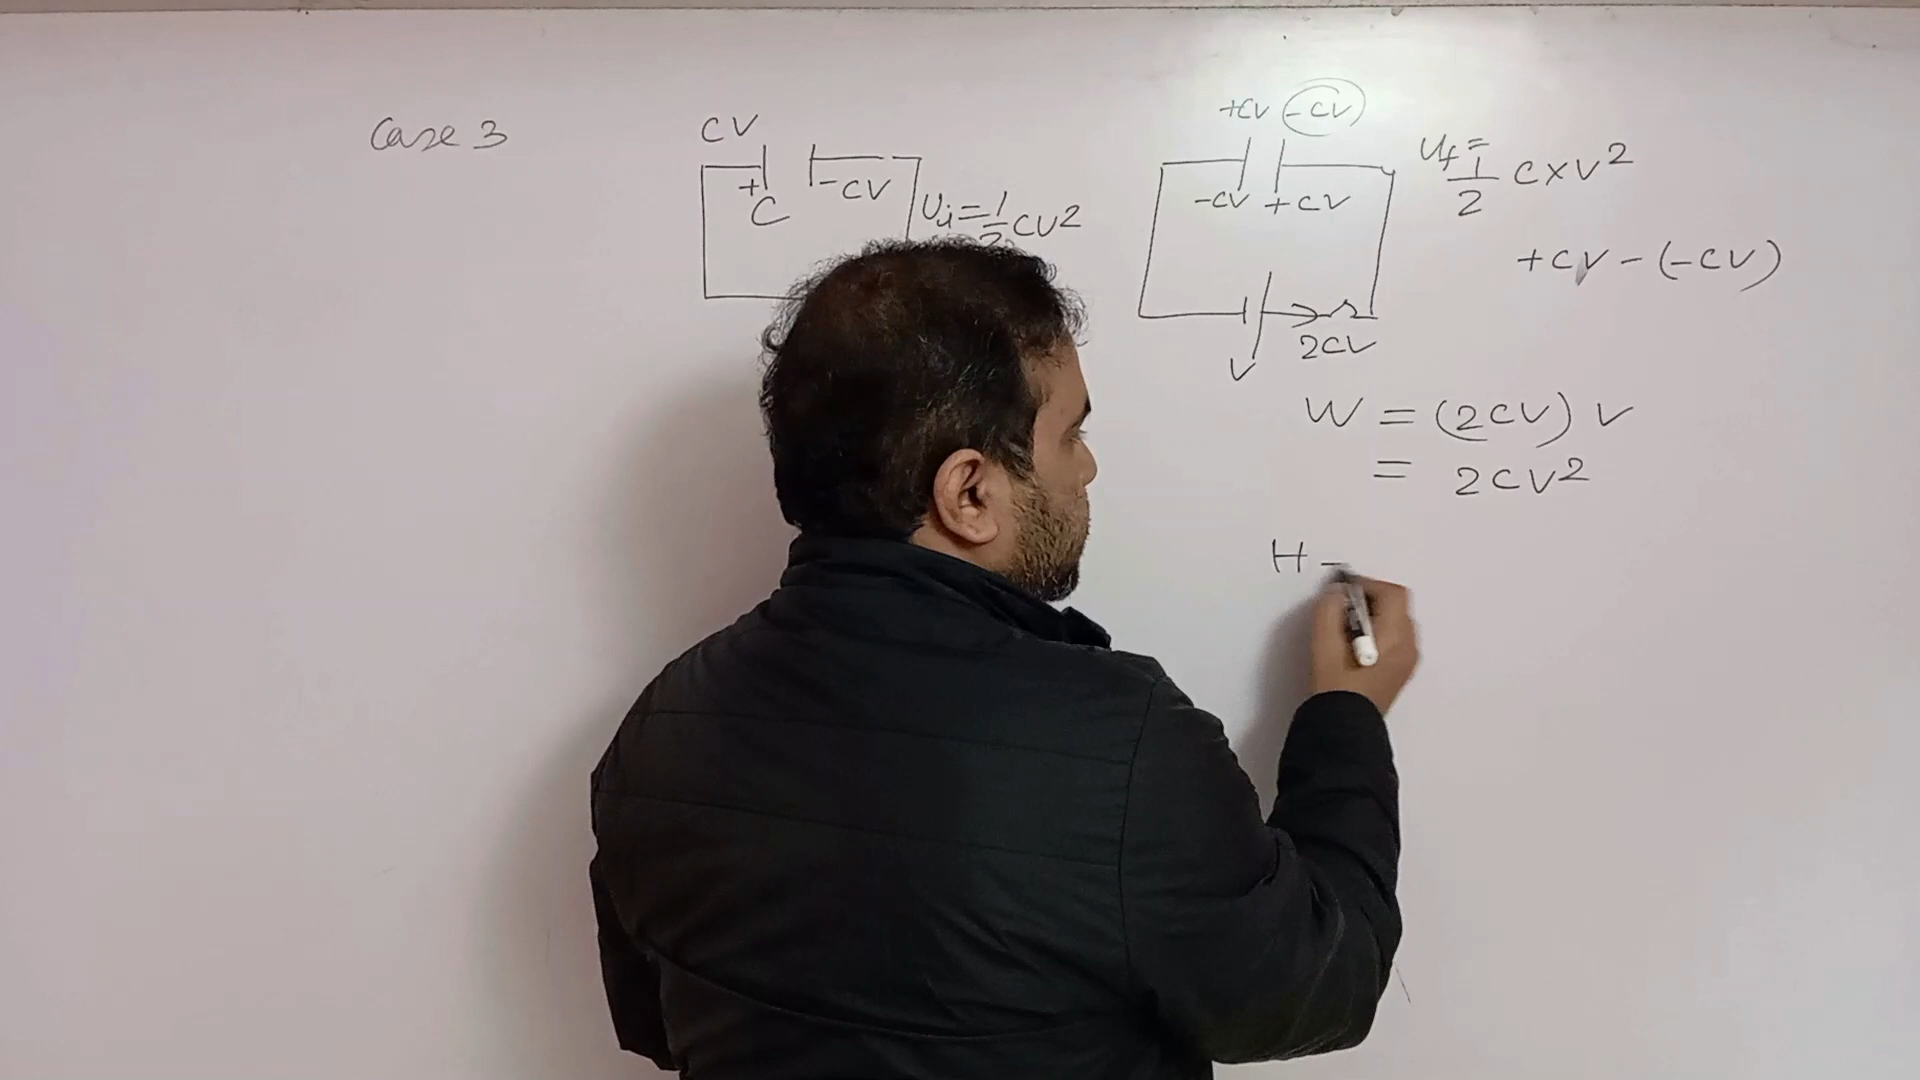 Case 3
CV
+
C
-CV
Ui = 1/2 CV²
+CV -CV
-CV +CV
V
2CV
Uf = 1/2 C×V²
+CV-(-CV)
W = (2CV) V
= 2CV²
H -